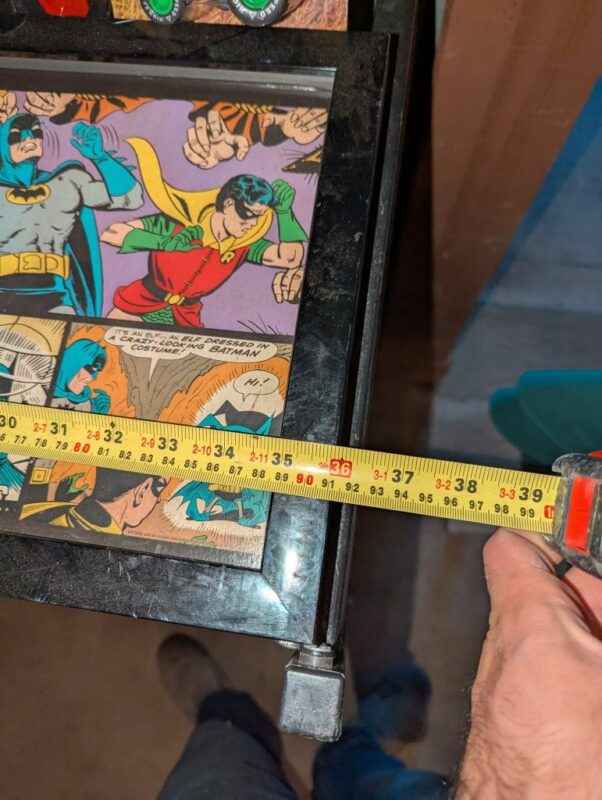 IT'S AN ELF... AN ELF DRESSED IN
A CRAZY-LOOKING BATMAN
COSTUME!
HI!
R
30 2-7 31 2-8 32 2-9 33 2-10 34 2-11 35 36 3-1 37 3-2 38 3-3 39
77 78 79 80 81 82 83 84 85 86 87 88 89 90 91 92 93 94 95 96 97 98 99